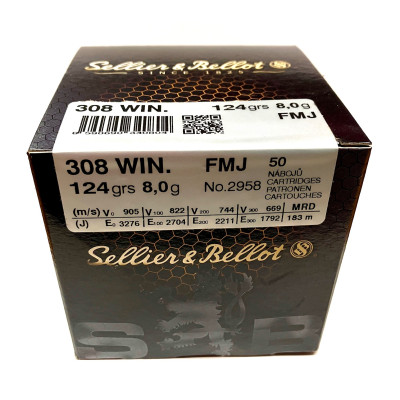 Sellier & Bellot
SINCE 1825
308 WIN. 124grs 8,0g
FMJ
308 WIN. FMJ 50
124grs 8,0g No.2958 NÁBOJŮ
CARTRIDGES
PATRONEN
CARTOUCHES
(m/s) V0 905 V100 822 V200 744 V300 669 MRD
(J) E0 3276 E100 2704 E200 2211 E300 1792 183 m
Sellier & Bellot
S B